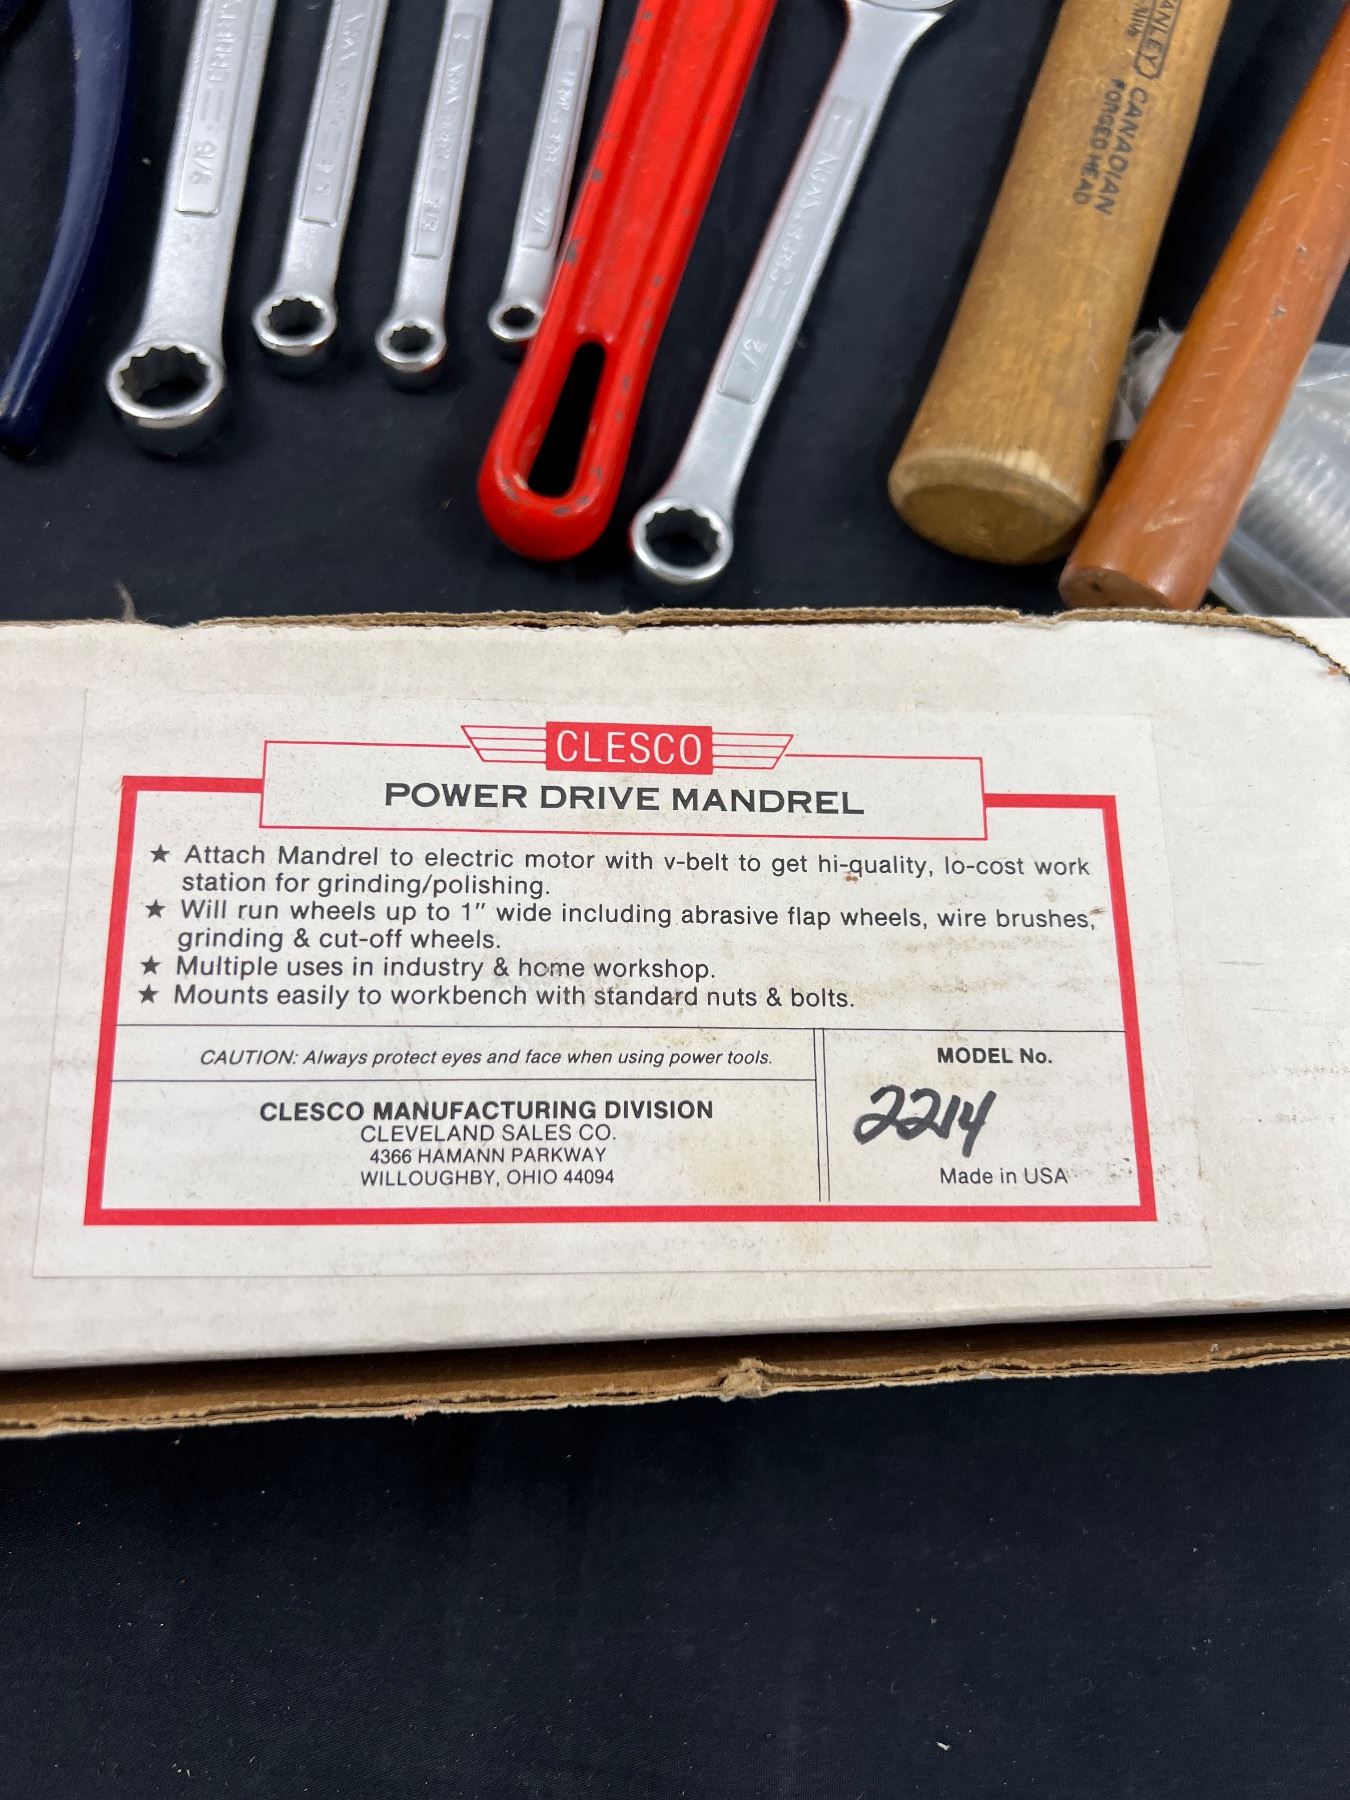 CANADIAN
FORGED HEAD
9/16
1/2
CLESCO
POWER DRIVE MANDREL
★ Attach Mandrel to electric motor with v-belt to get hi-quality, lo-cost work
station for grinding/polishing.
★ Will run wheels up to 1" wide including abrasive flap wheels, wire brushes,
grinding & cut-off wheels.
★ Multiple uses in industry & home workshop.
★ Mounts easily to workbench with standard nuts & bolts.
CAUTION: Always protect eyes and face when using power tools.
CLESCO MANUFACTURING DIVISION
CLEVELAND SALES CO.
4366 HAMANN PARKWAY
WILLOUGHBY, OHIO 44094
MODEL No.
2214
Made in USA